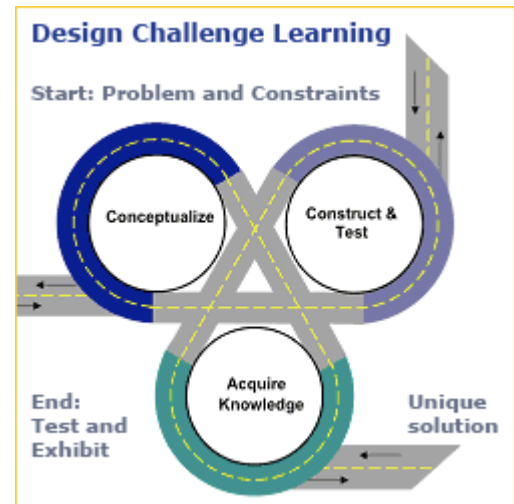 Design Challenge Learning
Start: Problem and Constraints
Conceptualize
Construct &
Test
Acquire
Knowledge
End:
Test and
Exhibit
Unique
solution